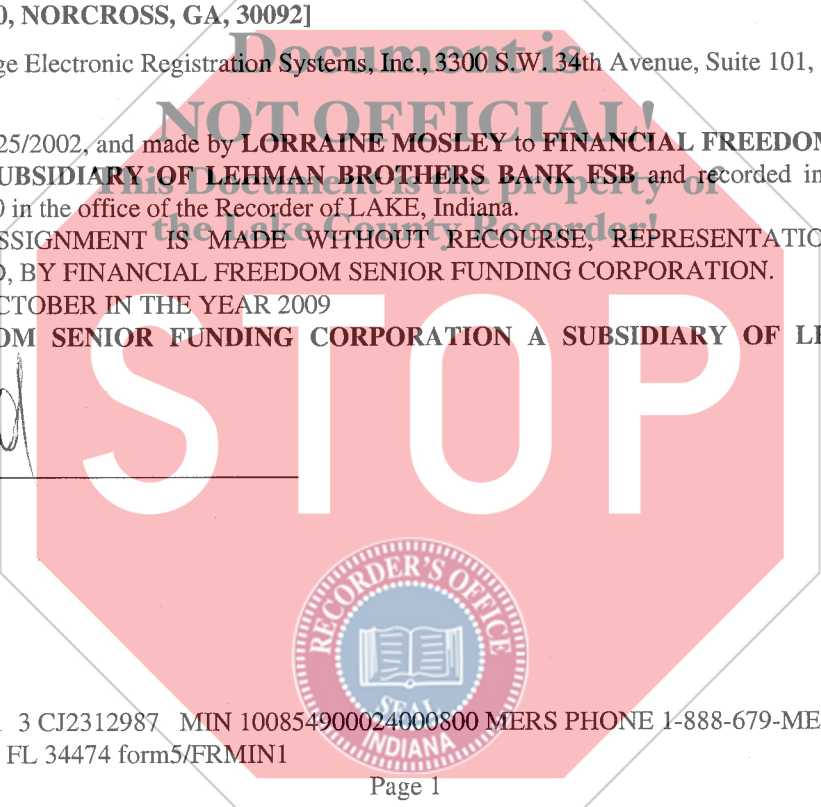 0, NORCROSS, GA, 30092]
ge Electronic Registration Systems, Inc., 3300 S.W. 34th Avenue, Suite 101,
Document is
NOT OFFICIAL!
25/2002, and made by LORRAINE MOSLEY to FINANCIAL FREEDOM
UBSIDIARY OF LEHMAN BROTHERS BANK FSB and recorded in
This Document is the property of
) in the office of the Recorder of LAKE, Indiana.
the Lake County Recorder!
SSIGNMENT IS MADE WITHOUT RECOURSE, REPRESENTATIO
D, BY FINANCIAL FREEDOM SENIOR FUNDING CORPORATION.
CTOBER IN THE YEAR 2009
OM SENIOR FUNDING CORPORATION A SUBSIDIARY OF LE
STOP
RECORDER'S OFFICE
SEAL
INDIANA
3 CJ2312987 MIN 100854900024000800 MERS PHONE 1-888-679-ME
FL 34474 form5/FRMIN1
Page 1